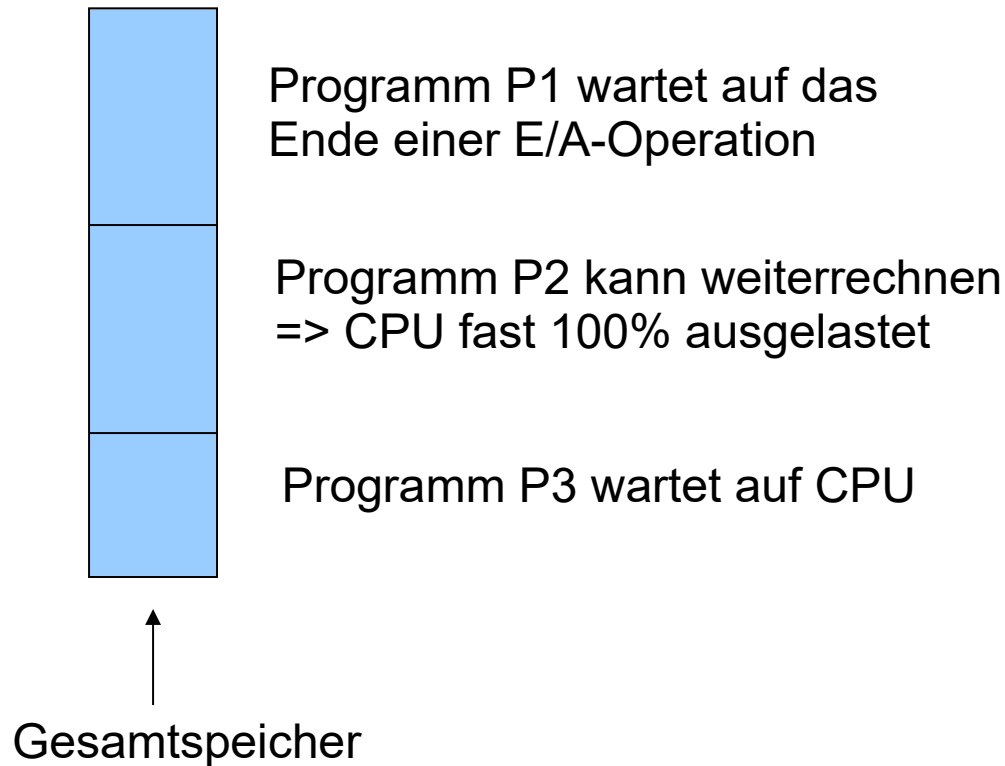 Programm P1 wartet auf das
Ende einer E/A-Operation
Programm P2 kann weiterrechnen
=> CPU fast 100% ausgelastet
Programm P3 wartet auf CPU
Gesamtspeicher